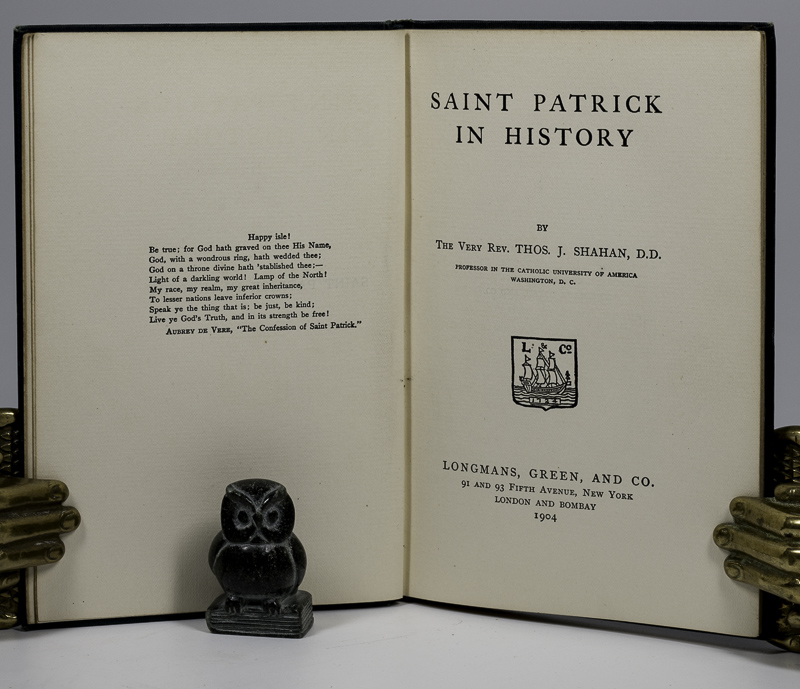 Happy isle!
Be true; for God hath graved on thee His Name,
God, with a wondrous ring, hath wedded thee;
God on a throne divine hath 'stablished thee;—
Light of a darkling world! Lamp of the North!
My race, my realm, my great inheritance,
To lesser nations leave inferior crowns;
Speak ye the thing that is; be just, be kind;
Live ye God's Truth, and in its strength be free!
AUBREY DE VERE, "The Confession of Saint Patrick."
SAINT PATRICK
IN HISTORY
BY
THE VERY REV. THOS. J. SHAHAN, D.D.
PROFESSOR IN THE CATHOLIC UNIVERSITY OF AMERICA
WASHINGTON, D. C.
L. & Co
1724
LONGMANS, GREEN, AND CO.
91 AND 93 FIFTH AVENUE, NEW YORK
LONDON AND BOMBAY
1904